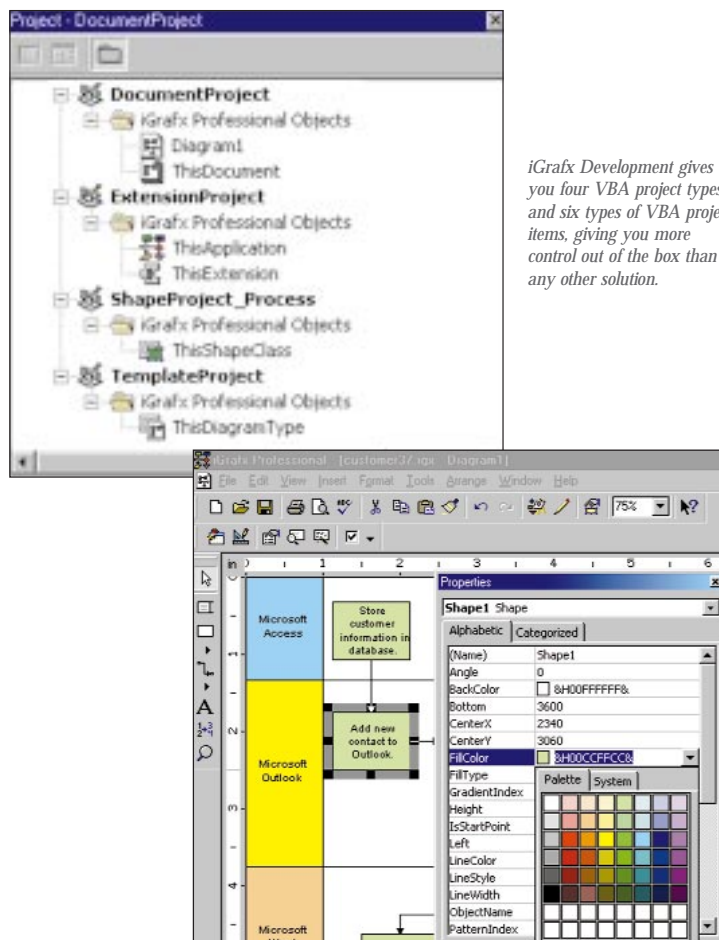 Project - DocumentProject
DocumentProject
iGrafx Professional Objects
Diagram1
ThisDocument
ExtensionProject
iGrafx Professional Objects
ThisApplication
ThisExtension
ShapeProject_Process
iGrafx Professional Objects
ThisShapeClass
TemplateProject
iGrafx Professional Objects
ThisDiagramType
iGrafx Development gives
you four VBA project types
and six types of VBA proje
items, giving you more
control out of the box than
any other solution.
iGrafx Professional - [customer37.igx : Diagram1]
File Edit View Insert Format Tools Arrange Window Help
75%
in 1 2 3 4 5 6
Microsoft
Access
Store
customer
information in
database.
1
Microsoft
Outlook
Add new
contact to
Outlook.
2
3
4
Microsoft
Properties
Shape1 Shape
Alphabetic Categorized
(Name) Shape1
Angle 0
BackColor &H00FFFFFF&
Bottom 3600
CenterX 2340
CenterY 3060
FillColor &H00CCFFCC&
FillType
Palette System
GradientIndex
Height
IsStartPoint
Left
LineColor
LineStyle
LineWidth
ObjectName
PatternIndex